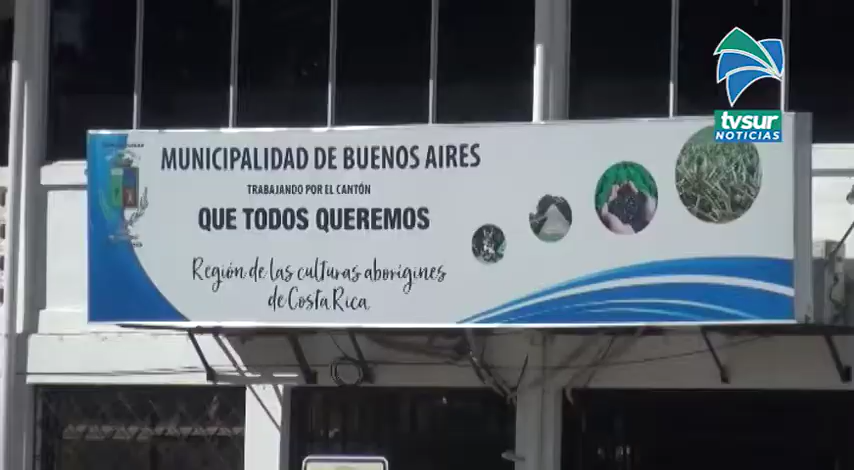 tvsur
NOTICIAS
MUNICIPALIDAD DE BUENOS AIRES
TRABAJANDO POR EL CANTÓN
QUE TODOS QUEREMOS
Región de las culturas aborígenes
de Costa Rica